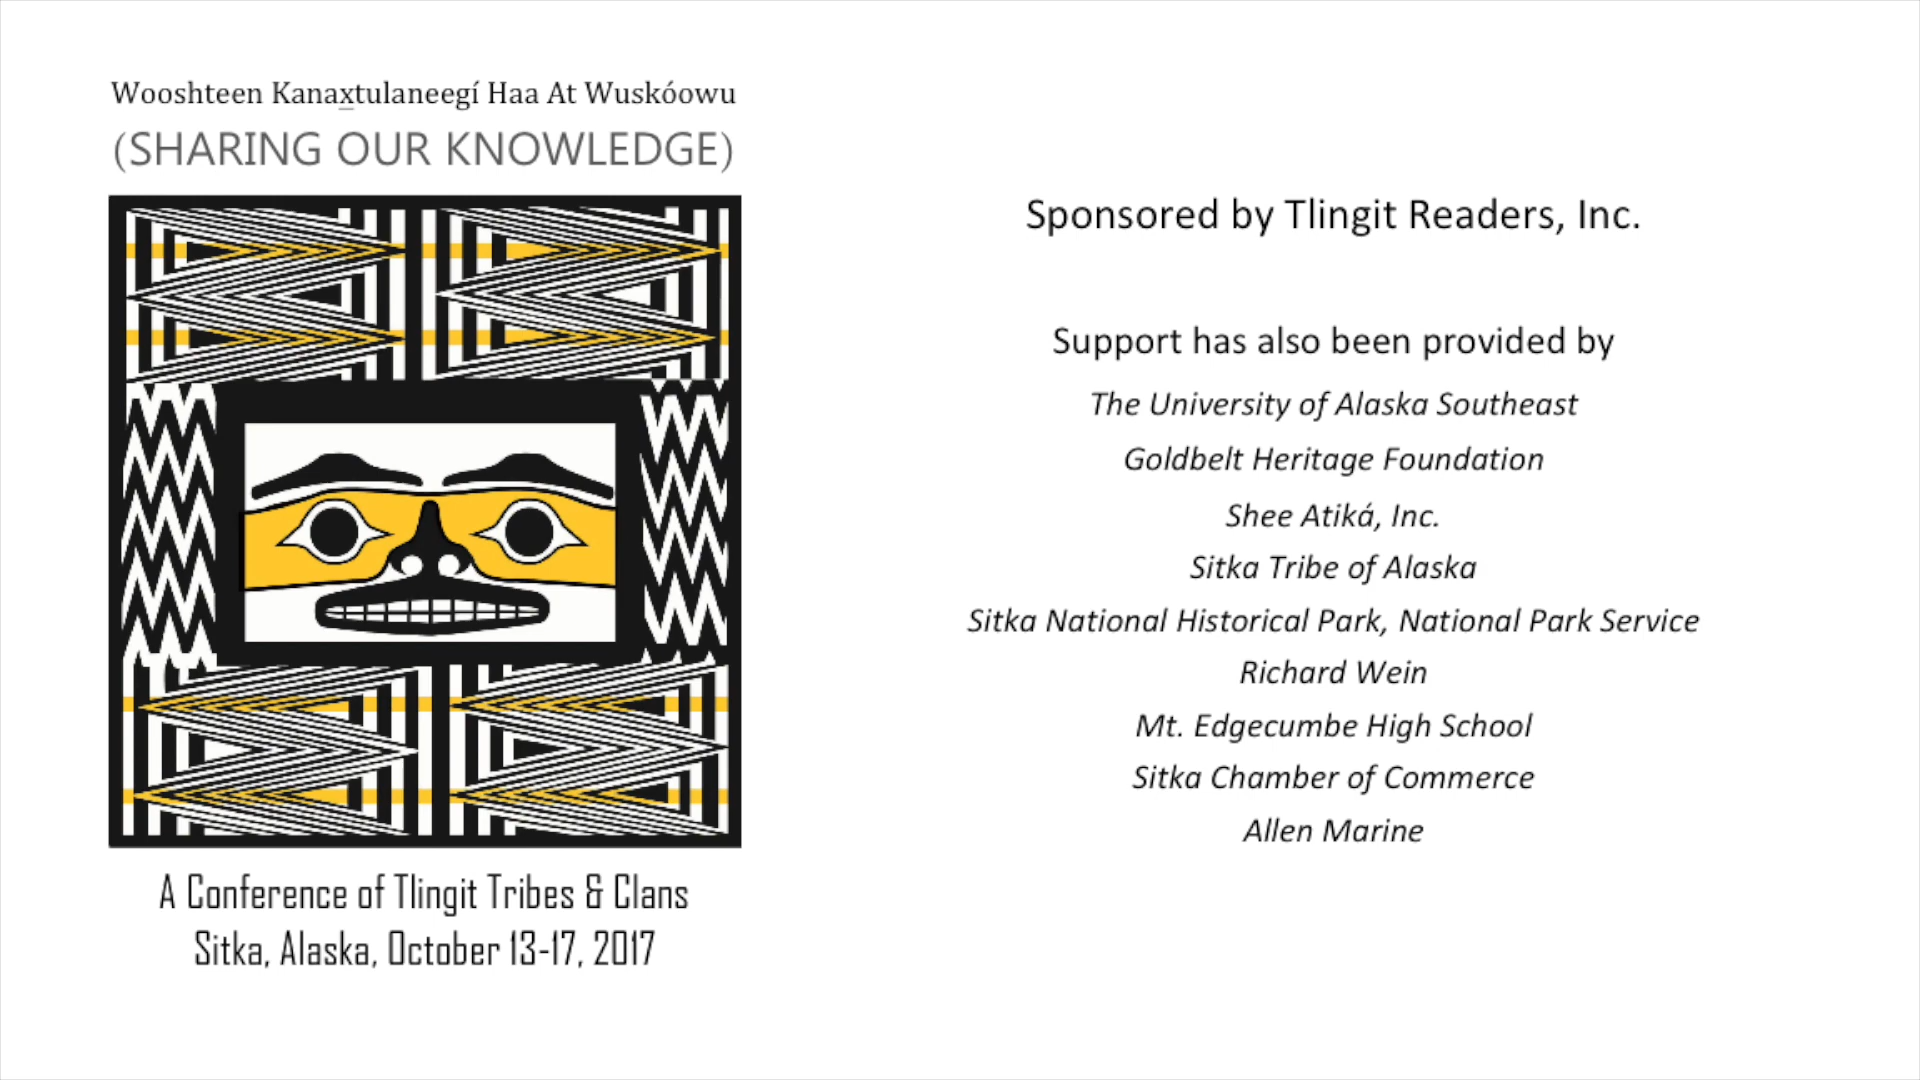 Wooshteen Kanax̲tulaneegí Haa At Wuskóowu
(SHARING OUR KNOWLEDGE)
A Conference of Tlingit Tribes & Clans
Sitka, Alaska, October 13-17, 2017
Sponsored by Tlingit Readers, Inc.
Support has also been provided by
The University of Alaska Southeast
Goldbelt Heritage Foundation
Shee Atiká, Inc.
Sitka Tribe of Alaska
Sitka National Historical Park, National Park Service
Richard Wein
Mt. Edgecumbe High School
Sitka Chamber of Commerce
Allen Marine